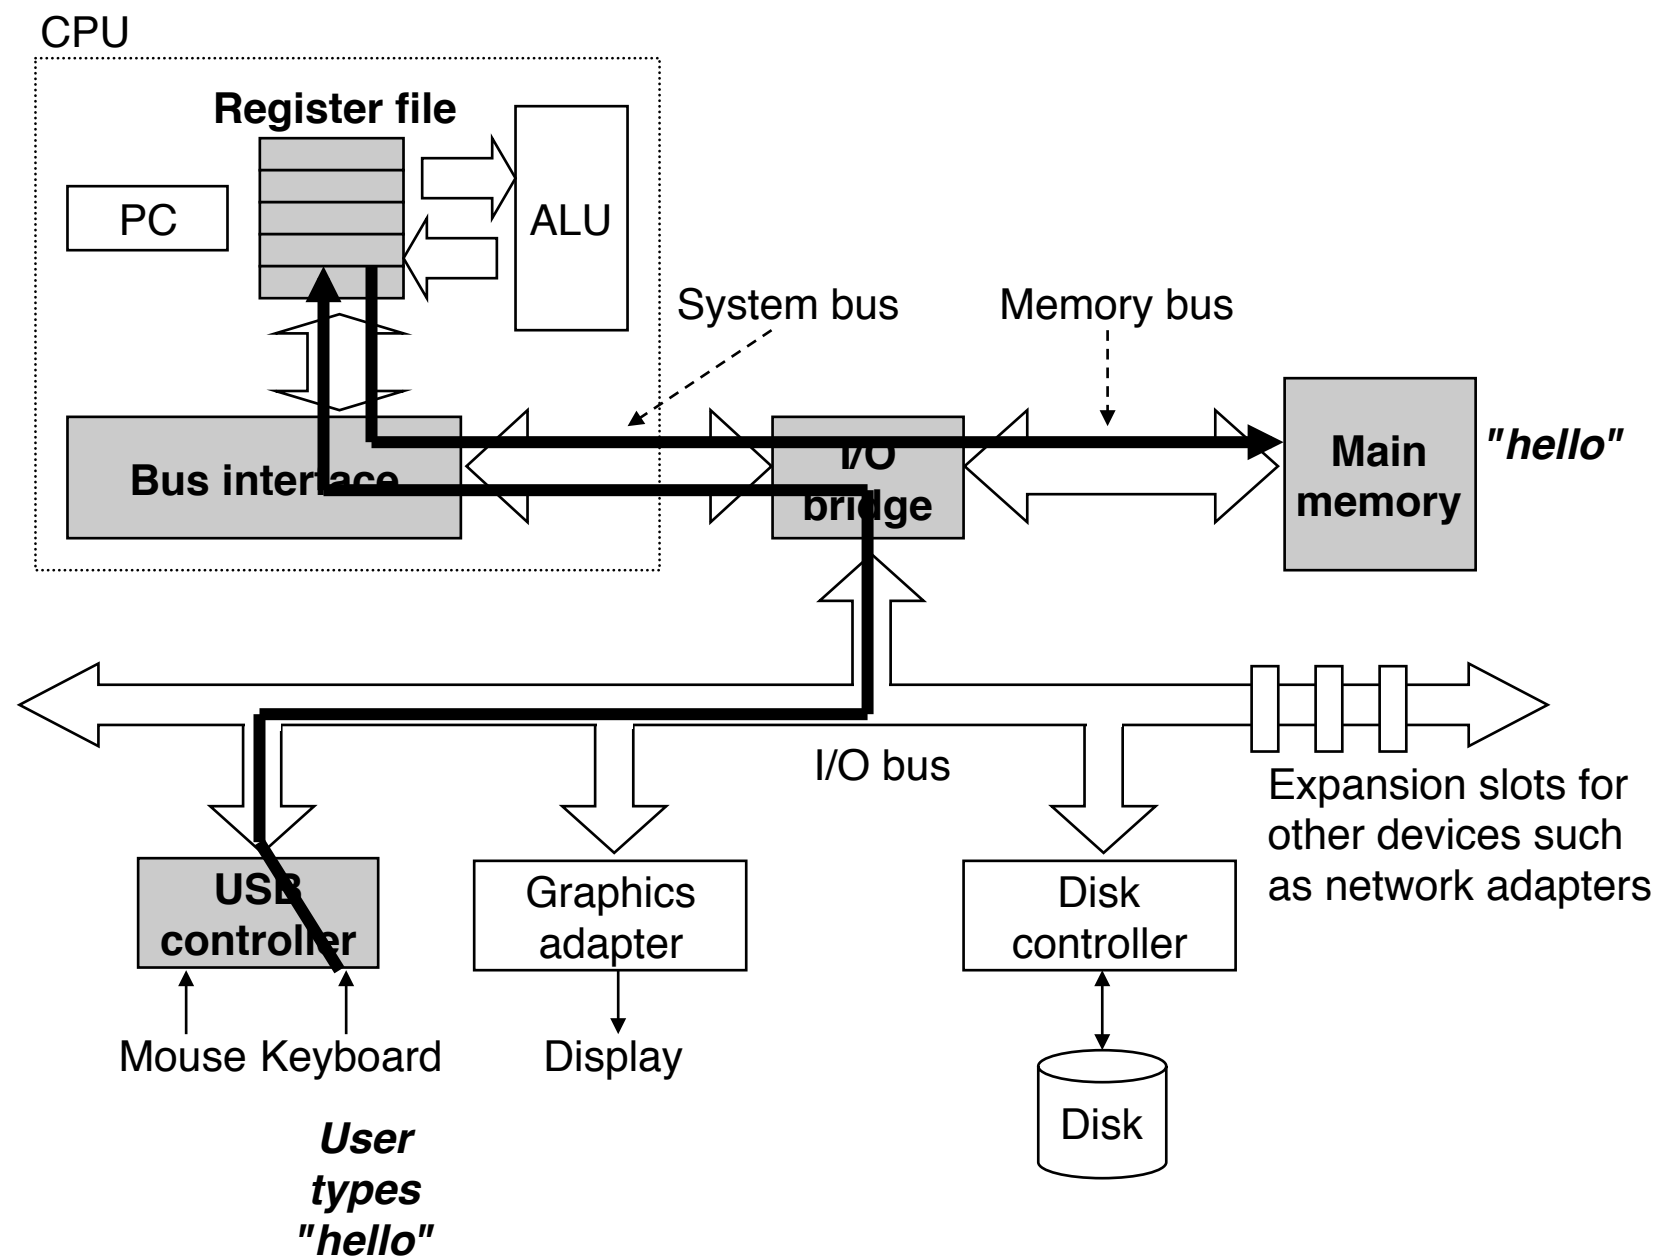 CPU
Register file
PC
ALU
System bus
Memory bus
Bus interface
I/O
bridge
Main
memory
"hello"
I/O bus
Expansion slots for
other devices such
as network adapters
USB
controller
Graphics
adapter
Disk
controller
Mouse
Keyboard
Display
Disk
User
types
"hello"